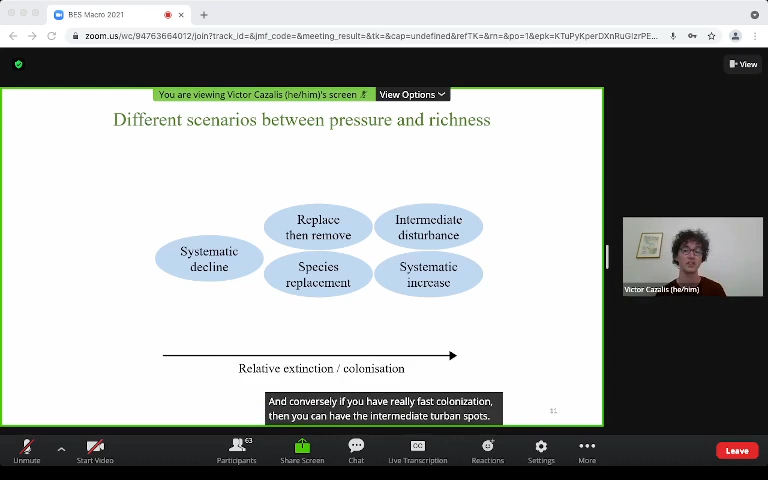 BES Macro 2021
zoom.us/wc/94763664012/join?track_id=&jmf_code=&meeting_result=&tk=&cap=undefined&refTK=&rn=&po=1&epk=KTuPyKperDXnRuGIzrPE...
View
You are viewing Victor Cazalis (he/him)'s screen
View Options
Different scenarios between pressure and richness
Replace
then remove
Intermediate
disturbance
Systematic
decline
Species
replacement
Systematic
increase
Victor Cazalis (he/him)
Relative extinction / colonisation
And conversely if you have really fast colonization,
then you can have the intermediate turban spots.
11
Unmute
Start Video
Participants
63
Share Screen
Chat
CC
Live Transcription
Reactions
Settings
More
Leave